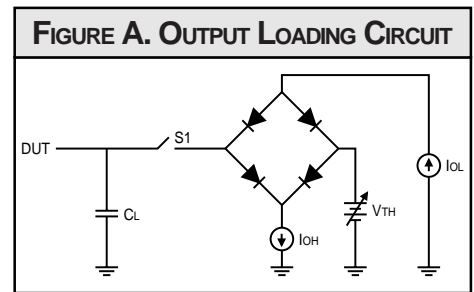 FIGURE A. OUTPUT LOADING CIRCUIT
DUT
S1
CL
IOH
VTH
IOL